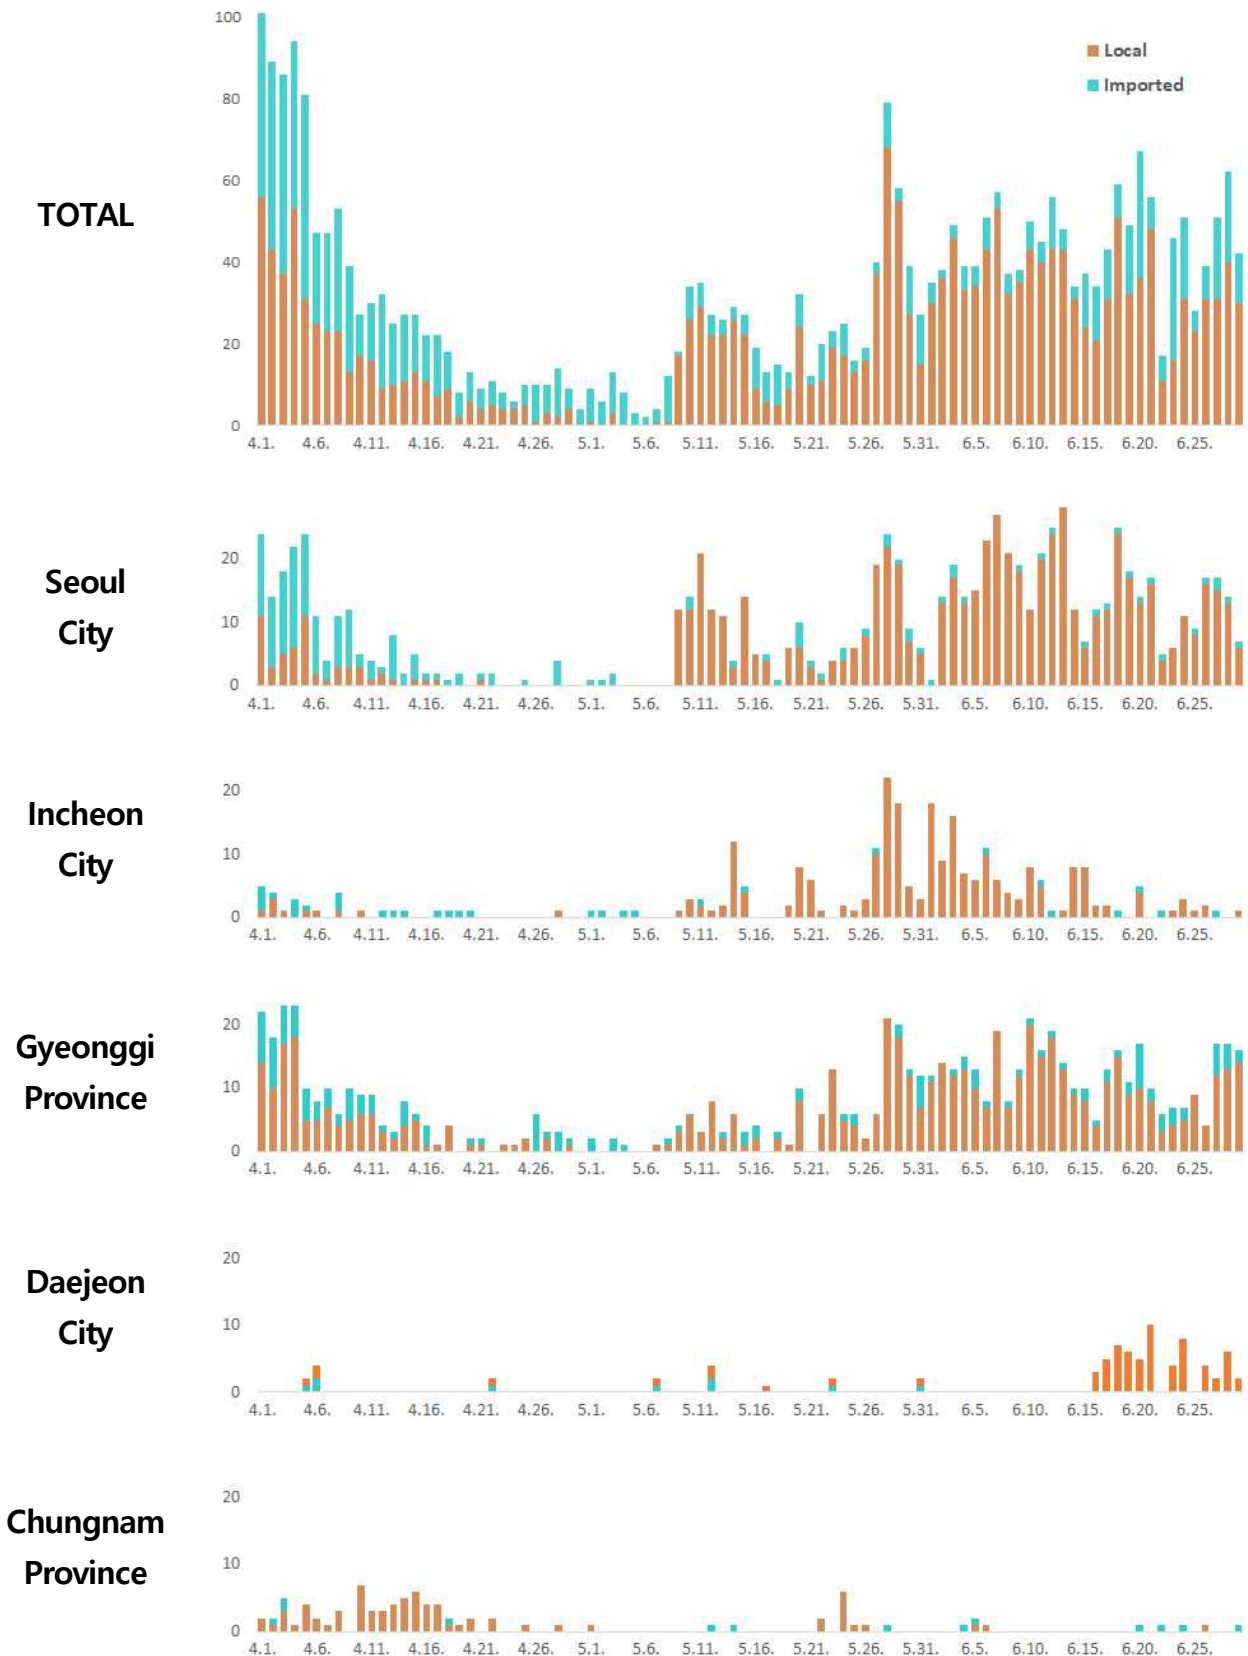 100
80
60
40
20
0
Local
Imported
TOTAL
4.1. 4.6. 4.11. 4.16. 4.21. 4.26. 5.1. 5.6. 5.11. 5.16. 5.21. 5.26. 5.31. 6.5. 6.10. 6.15. 6.20. 6.25.
20
10
0
Seoul
City
4.1. 4.6. 4.11. 4.16. 4.21. 4.26. 5.1. 5.6. 5.11. 5.16. 5.21. 5.26. 5.31. 6.5. 6.10. 6.15. 6.20. 6.25.
20
10
0
Incheon
City
4.1. 4.6. 4.11. 4.16. 4.21. 4.26. 5.1. 5.6. 5.11. 5.16. 5.21. 5.26. 5.31. 6.5. 6.10. 6.15. 6.20. 6.25.
20
10
0
Gyeonggi
Province
4.1. 4.6. 4.11. 4.16. 4.21. 4.26. 5.1. 5.6. 5.11. 5.16. 5.21. 5.26. 5.31. 6.5. 6.10. 6.15. 6.20. 6.25.
20
10
0
Daejeon
City
4.1. 4.6. 4.11. 4.16. 4.21. 4.26. 5.1. 5.6. 5.11. 5.16. 5.21. 5.26. 5.31. 6.5. 6.10. 6.15. 6.20. 6.25.
20
10
0
Chungnam
Province
4.1. 4.6. 4.11. 4.16. 4.21. 4.26. 5.1. 5.6. 5.11. 5.16. 5.21. 5.26. 5.31. 6.5. 6.10. 6.15. 6.20. 6.25.